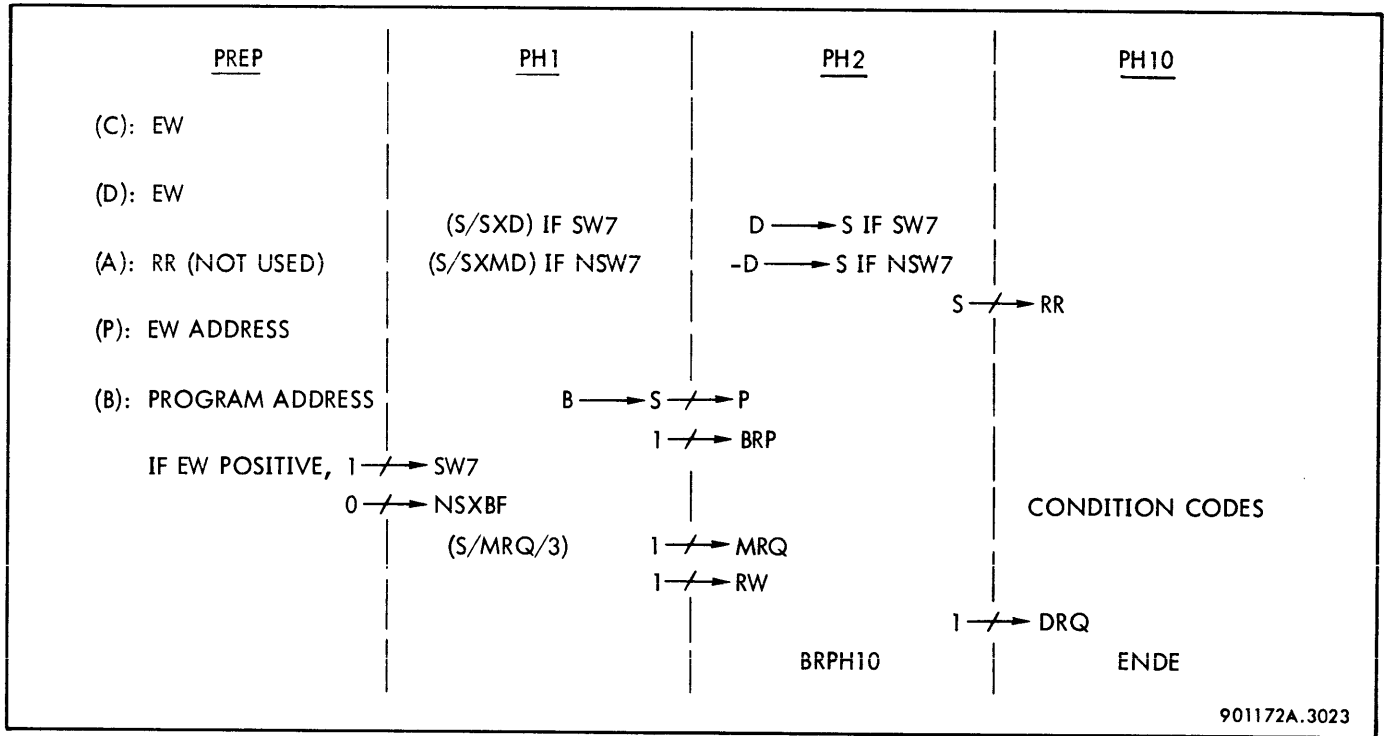 PREP PH1 PH2 PH10
(C): EW
(D): EW
(S/SXD) IF SW7 D → S IF SW7
(A): RR (NOT USED) (S/SXMD) IF NSW7 -D → S IF NSW7
S → RR
(P): EW ADDRESS
(B): PROGRAM ADDRESS B → S → P
1 → BRP
IF EW POSITIVE, 1 → SW7
0 → NSXBF CONDITION CODES
(S/MRQ/3) 1 → MRQ
1 → RW
1 → DRQ
BRPH10 ENDE
901172A.3023